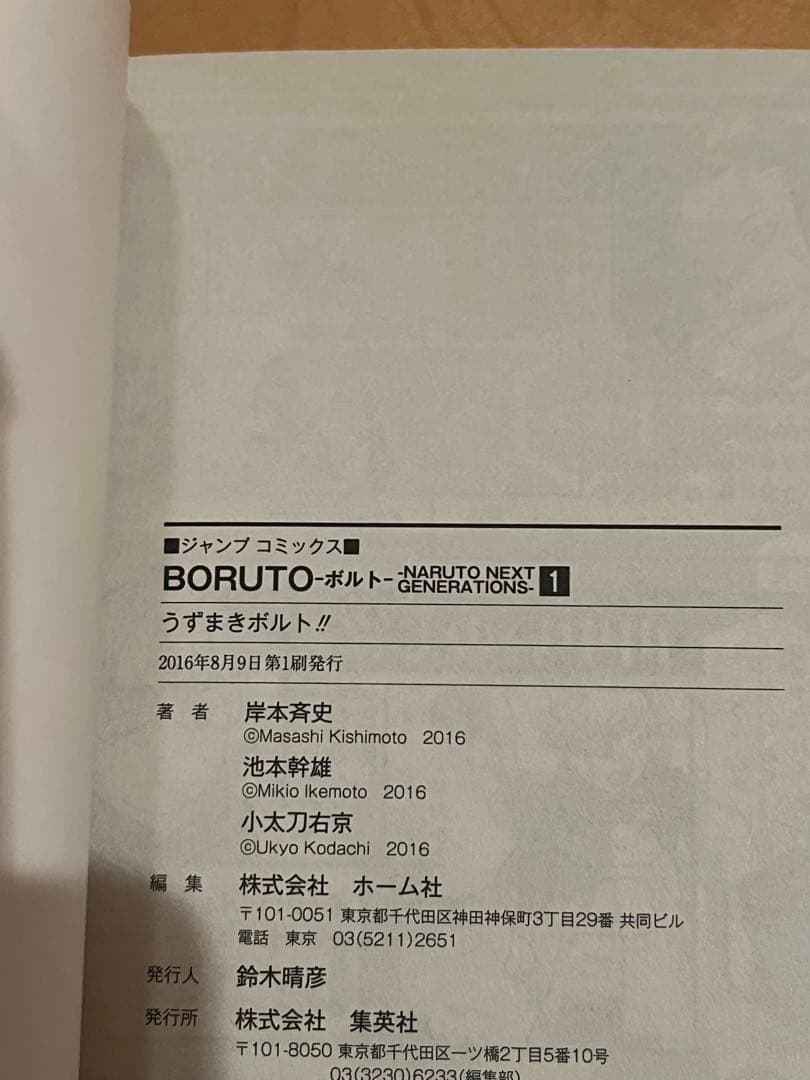 ■ジャンプ コミックス■
BORUTO-ボルト- -NARUTO NEXT GENERATIONS- 1
うずまきボルト!!
2016年8月9日 第1刷発行
著 者 岸本斉史
©Masashi Kishimoto 2016
池本幹雄
©Mikio Ikemoto 2016
小太刀右京
©Ukyo Kodachi 2016
編 集 株式会社 ホーム社
〒101-0051 東京都千代田区神田神保町3丁目29番 共同ビル
電話 東京 03(5211)2651
発行人 鈴木晴彦
発行所 株式会社 集英社
〒101-8050 東京都千代田区一ツ橋2丁目5番10号
03(3230)6233(編集部)